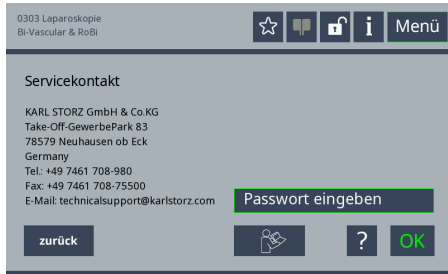 0303 Laparoskopie
Bi-Vascular & RoBi
i
Menü
Servicekontakt
KARL STORZ GmbH & Co.KG
Take-Off-GewerbePark 83
78579 Neuhausen ob Eck
Germany
Tel.: +49 7461 708-980
Fax: +49 7461 708-75500
E-Mail: technicalsupport@karlstorz.com
Passwort eingeben
zurück
?
OK